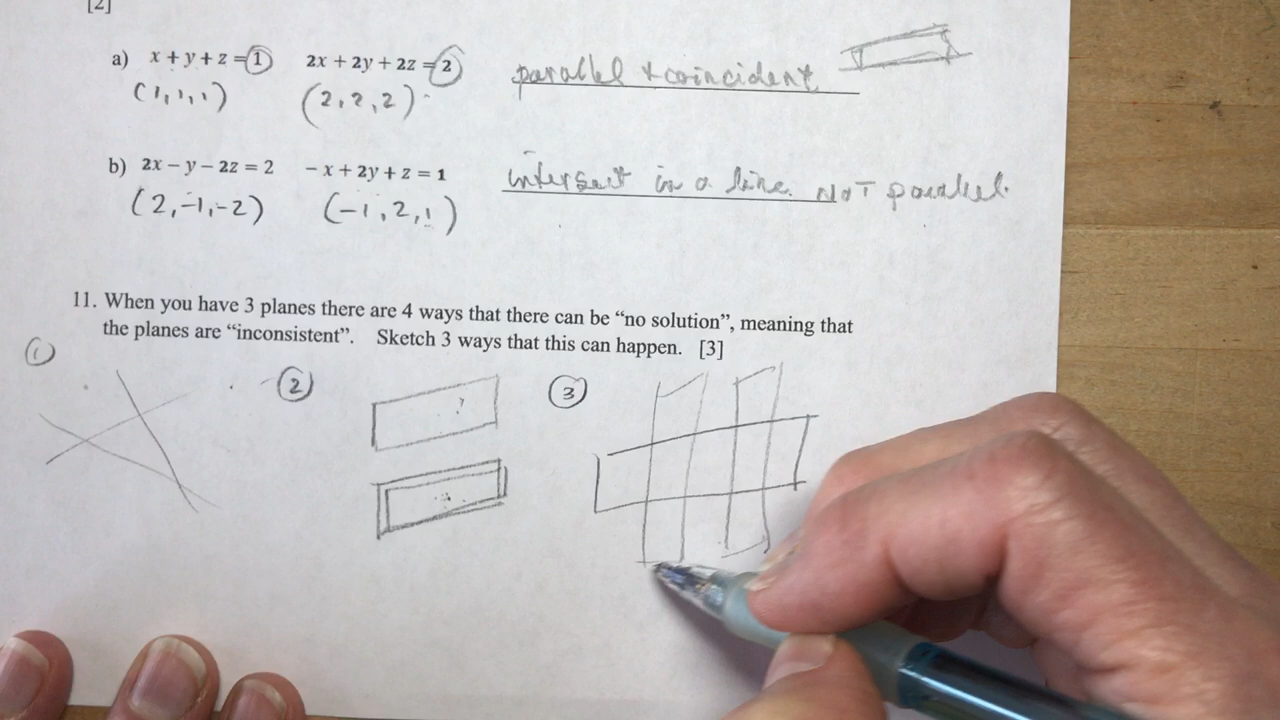 [2]
a) x + y + z = 1 2x + 2y + 2z = 2 parallel + coincident
(1,1,1) (2,2,2)
b) 2x – y – 2z = 2 – x + 2y + z = 1 intersect in a line. NOT parallel.
(2,-1,-2) (-1,2,1)
11. When you have 3 planes there are 4 ways that there can be “no solution”, meaning that
the planes are “inconsistent”. Sketch 3 ways that this can happen. [3]
1 2 3